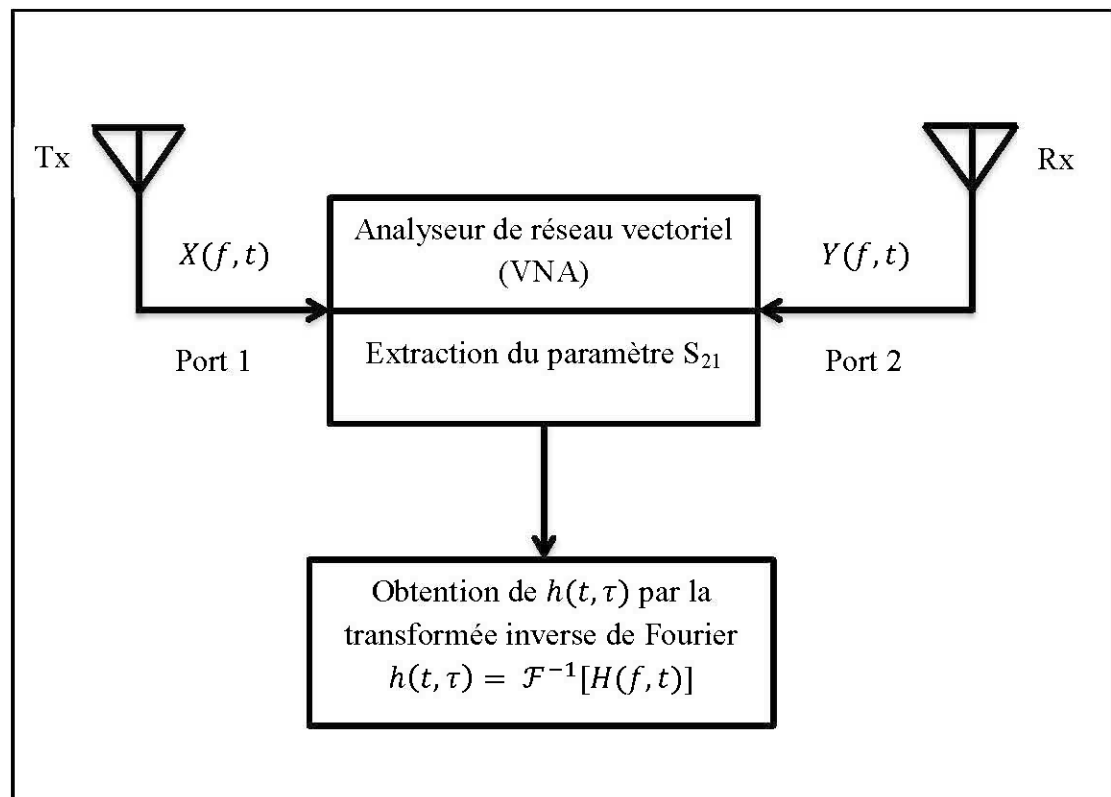 Tx
Rx
Analyseur de réseau vectoriel
(VNA)
X(f, t)
Y(f, t)
Port 1
Extraction du paramètre S₂₁
Port 2
Obtention de h(t, τ) par la
transformée inverse de Fourier
h(t, τ) = ℱ⁻¹[H(f, t)]